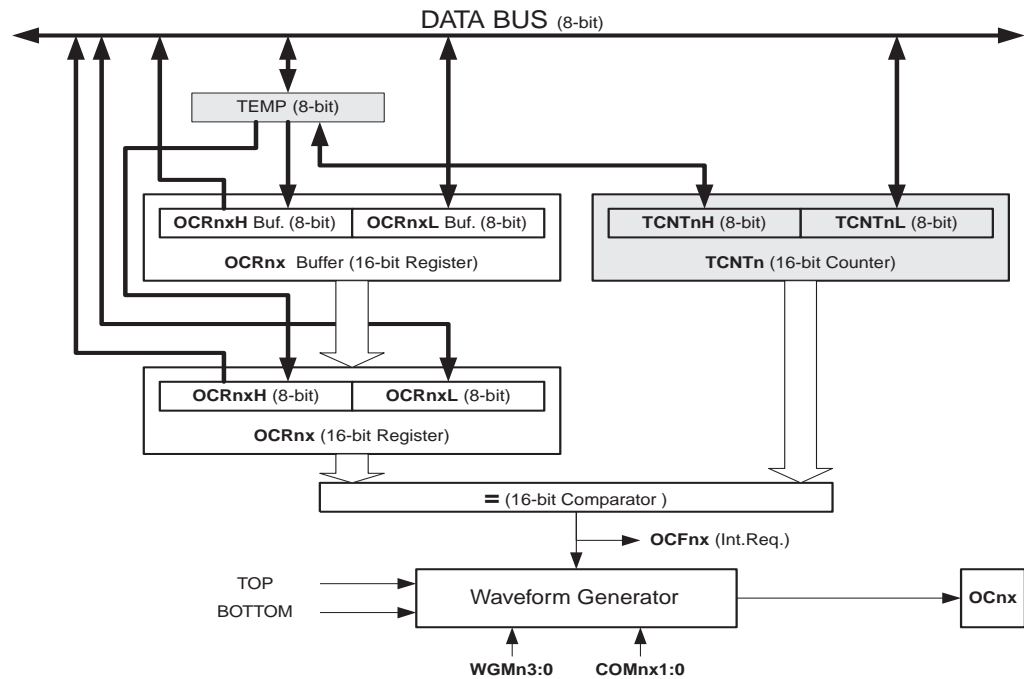 DATA BUS (8-bit)
TEMP (8-bit)
OCRnxH Buf. (8-bit) OCRnxL Buf. (8-bit)
OCRnx Buffer (16-bit Register)
TCNTnH (8-bit) TCNTnL (8-bit)
TCNTn (16-bit Counter)
OCRnxH (8-bit) OCRnxL (8-bit)
OCRnx (16-bit Register)
= (16-bit Comparator )
OCFnx (Int.Req.)
TOP
BOTTOM
Waveform Generator
OCnx
WGMn3:0 COMnx1:0